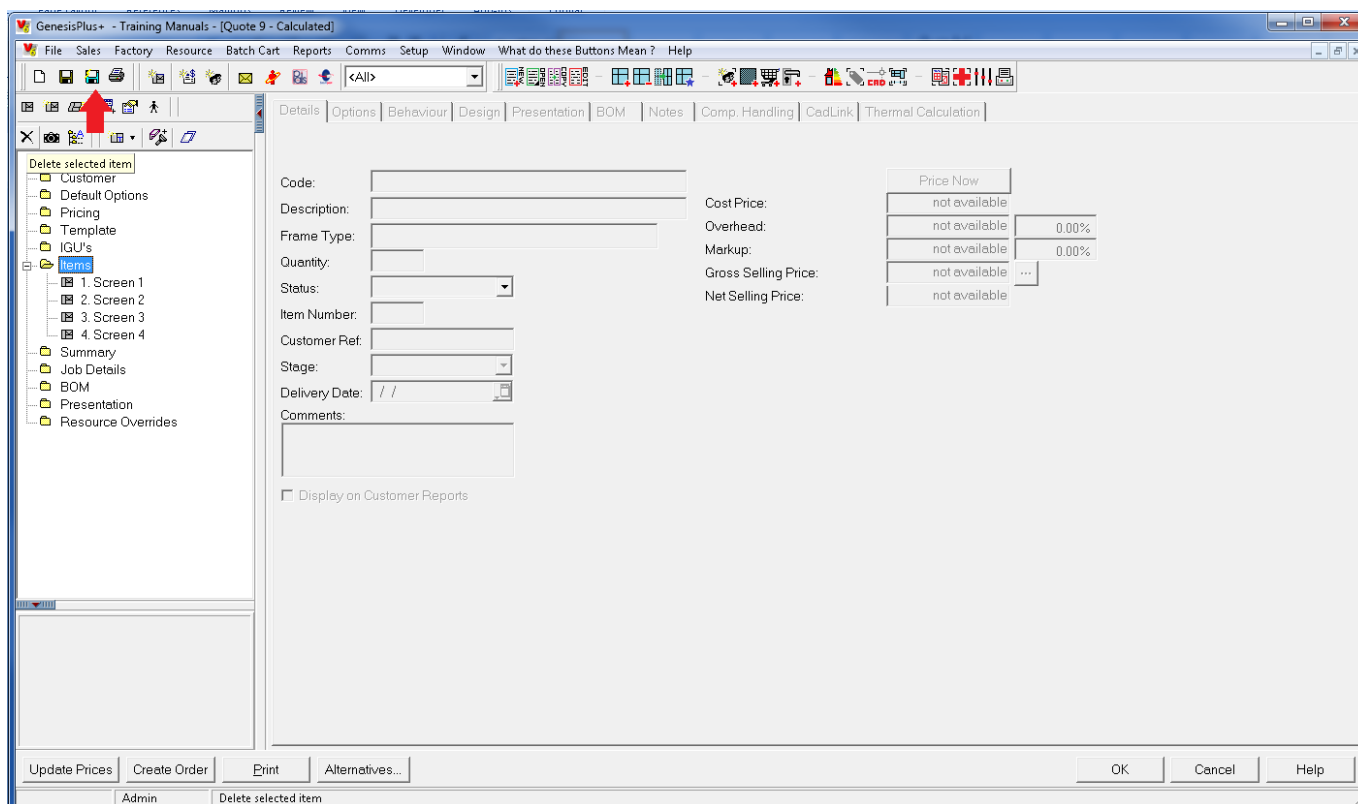 GenesisPlus+ - Training Manuals - [Quote 9 - Calculated]
File Sales Factory Resource Batch Cart Reports Comms Setup Window What do these Buttons Mean ? Help
<All>
Details Options Behaviour Design Presentation BOM Notes Comp. Handling CadLink Thermal Calculation
Delete selected item
Customer
Default Options
Pricing
Template
IGU's
Items
1. Screen 1
2. Screen 2
3. Screen 3
4. Screen 4
Summary
Job Details
BOM
Presentation
Resource Overrides
Code:
Description:
Frame Type:
Quantity:
Status:
Item Number:
Customer Ref:
Stage:
Delivery Date: / /
Comments:
Display on Customer Reports
Price Now
Cost Price: not available
Overhead: not available 0.00%
Markup: not available 0.00%
Gross Selling Price: not available ...
Net Selling Price: not available
Update Prices Create Order Print Alternatives... OK Cancel Help
Admin Delete selected item